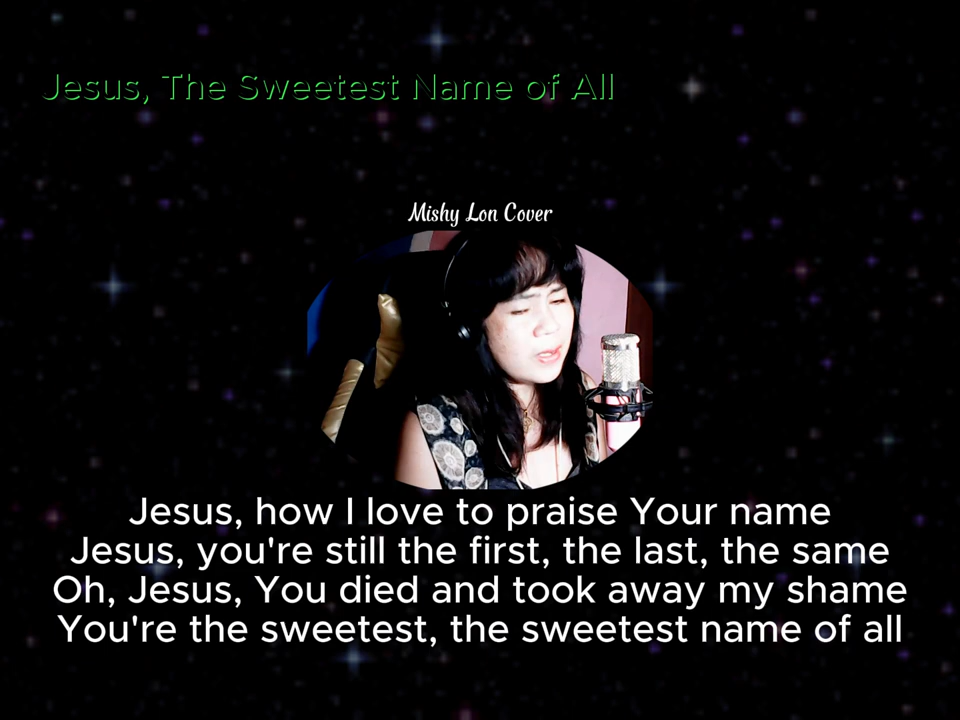 Jesus, The Sweetest Name of All
Mishy Lon Cover
Jesus, how I love to praise Your name
Jesus, you're still the first, the last, the same
Oh, Jesus, You died and took away my shame
You're the sweetest, the sweetest name of all